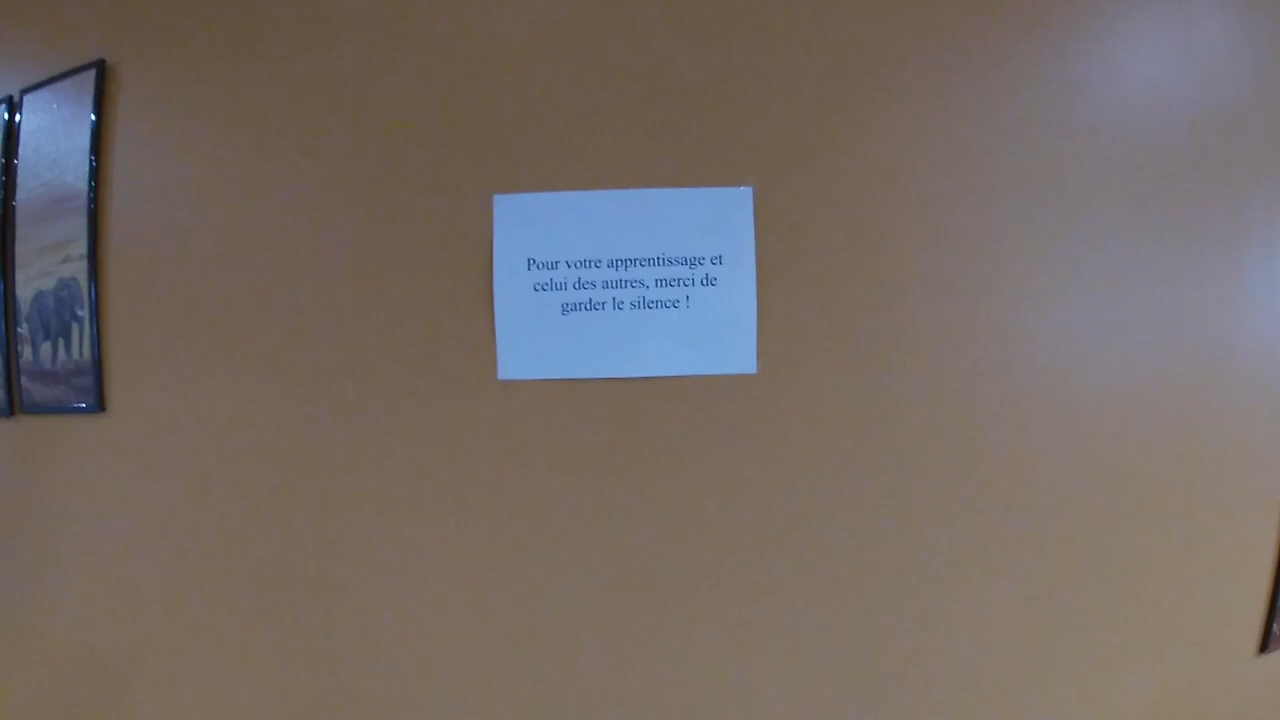 Pour votre apprentissage et
celui des autres, merci de
garder le silence !